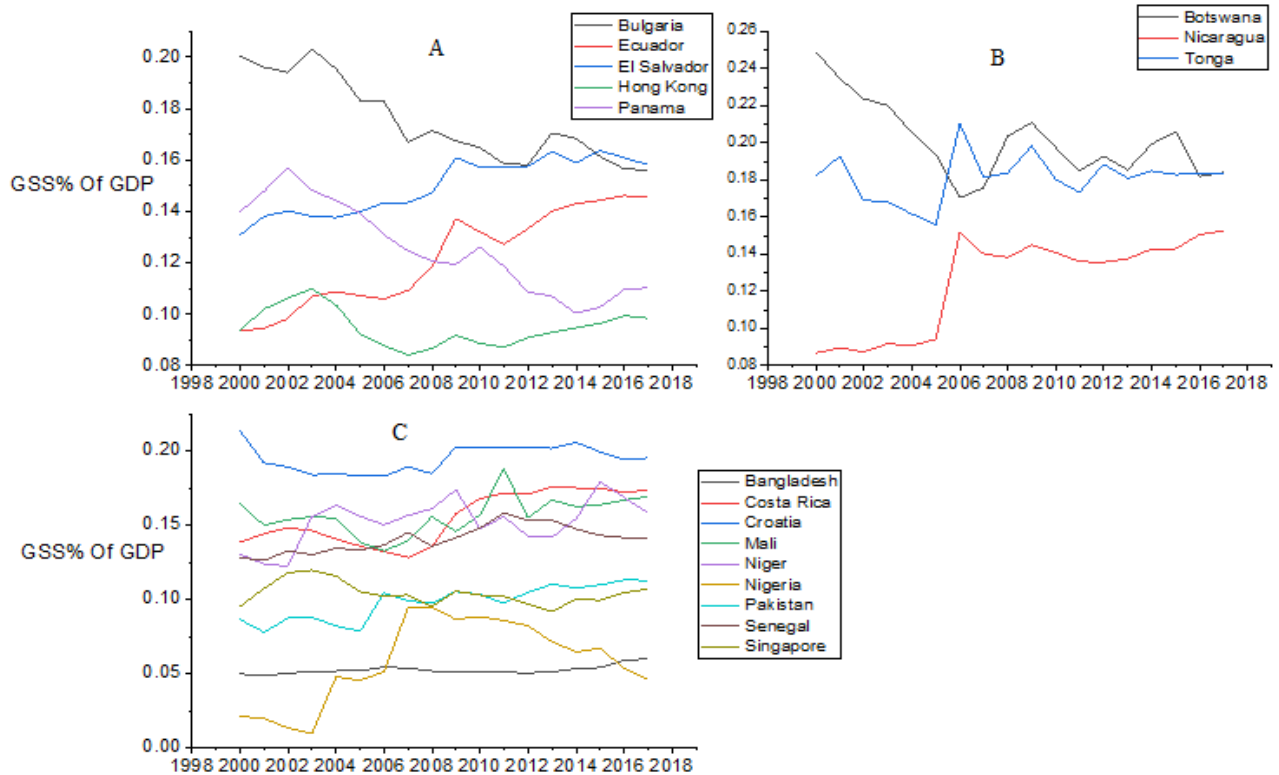 A
Bulgaria
Ecuador
El Salvador
Hong Kong
Panama
GSS% Of GDP
0.20
0.18
0.16
0.14
0.12
0.10
0.08
1998 2000 2002 2004 2006 2008 2010 2012 2014 2016 2018
B
Botswana
Nicaragua
Tonga
0.26
0.24
0.22
0.20
0.18
0.16
0.14
0.12
0.10
0.08
1998 2000 2002 2004 2006 2008 2010 2012 2014 2016 2018
C
GSS% Of GDP
0.20
0.15
0.10
0.05
0.00
1998 2000 2002 2004 2006 2008 2010 2012 2014 2016 2018
Bangladesh
Costa Rica
Croatia
Mali
Niger
Nigeria
Pakistan
Senegal
Singapore